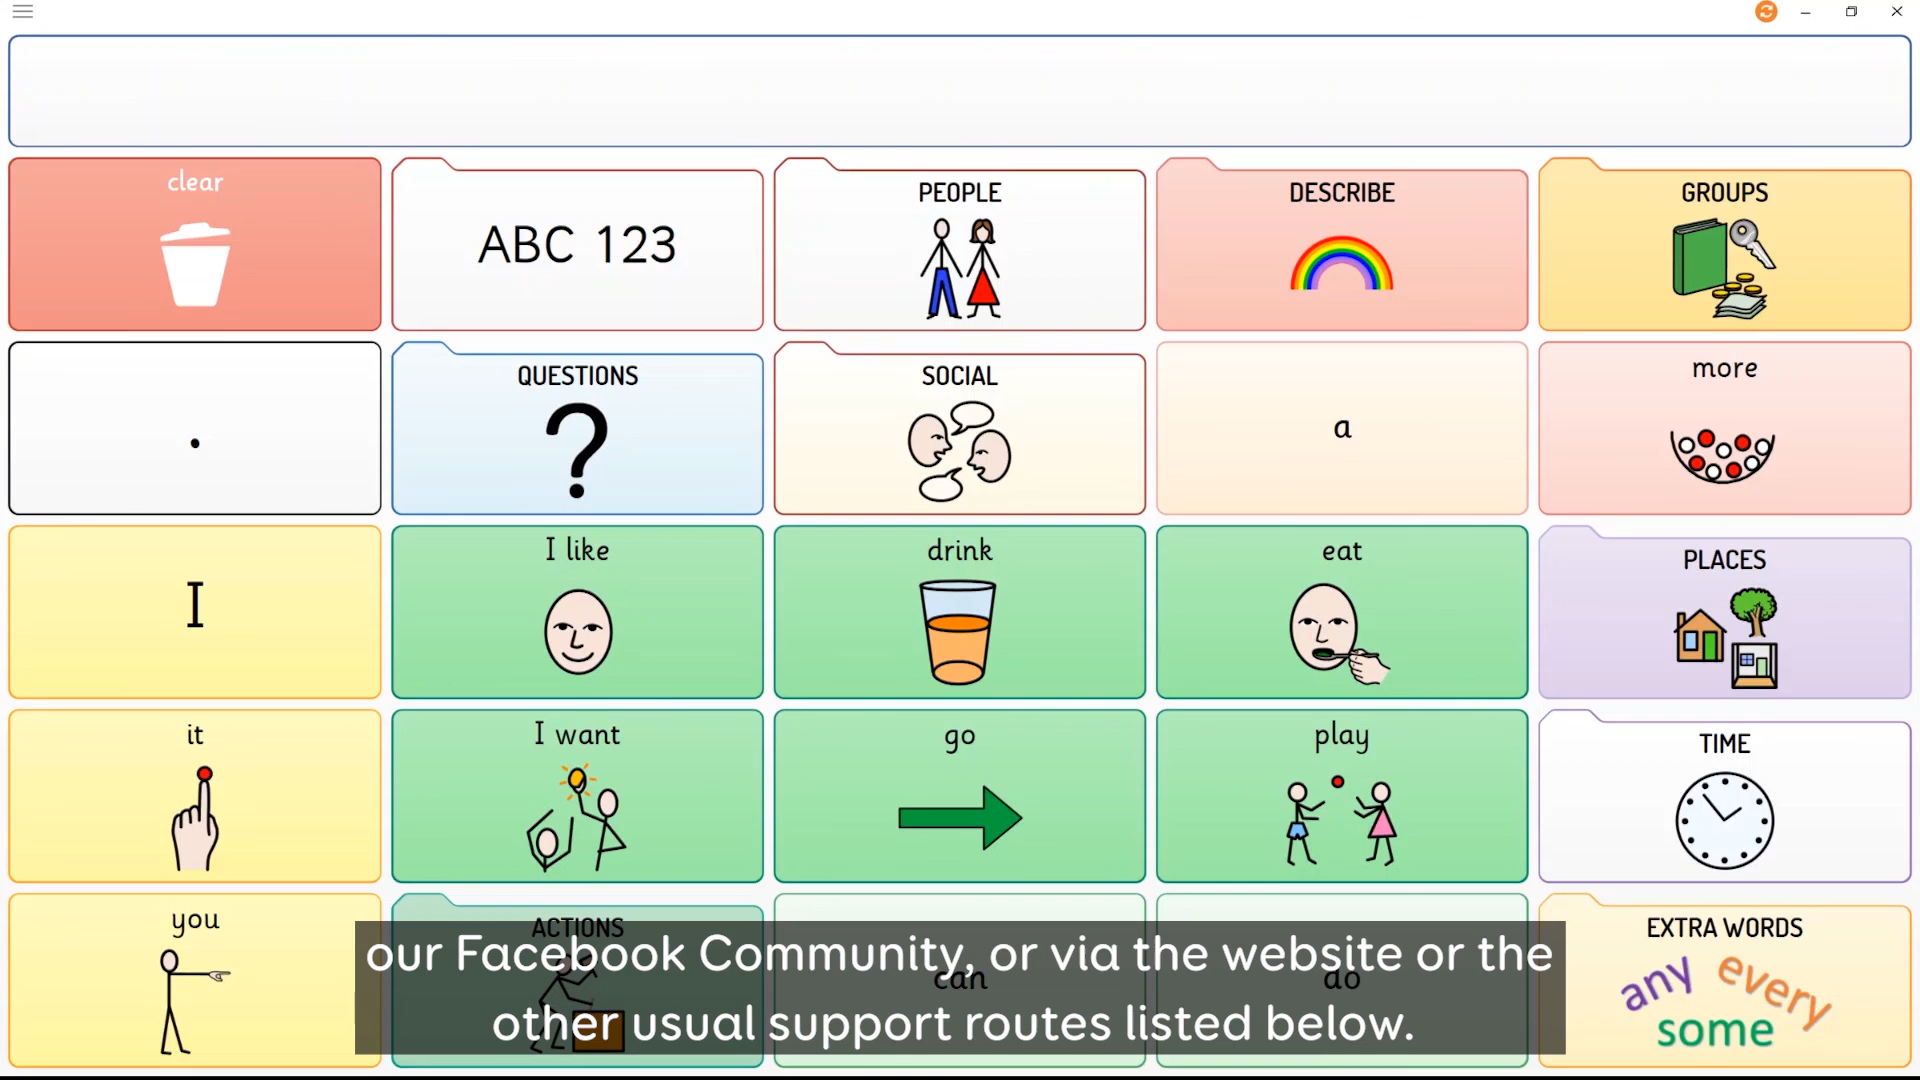 clear
ABC 123
PEOPLE
DESCRIBE
GROUPS
.
QUESTIONS
?
SOCIAL
a
more
I
I like
drink
eat
PLACES
it
I want
go
play
TIME
you
ACTIONS
can
do
EXTRA WORDS
any every
some
our Facebook Community, or via the website or the
other usual support routes listed below.